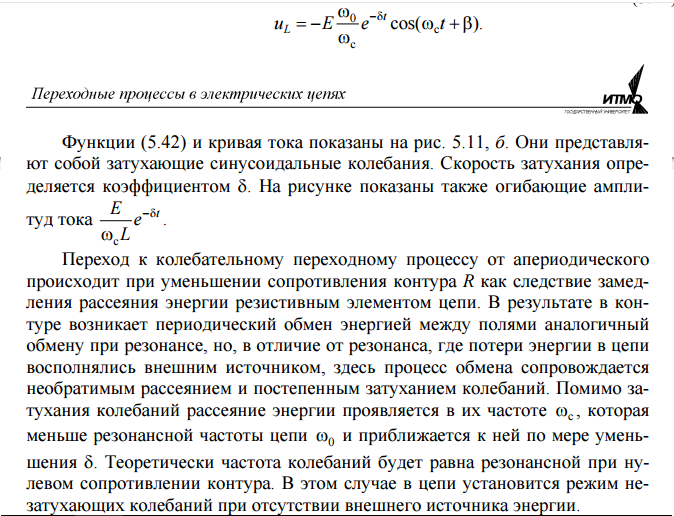 u_L = −E ω₀/ω_c e^{−δt} cos(ω_c t + β).
Переходные процессы в электрических цепях
ИТМО
ГОСУДАРСТВЕННЫЙ УНИВЕРСИТЕТ
Функции (5.42) и кривая тока показаны на рис. 5.11, б. Они представля-
ют собой затухающие синусоидальные колебания. Скорость затухания опре-
деляется коэффициентом δ. На рисунке показаны также огибающие ампли-
туд тока E/(ω_c L) e^{−δt}.
Переход к колебательному переходному процессу от апериодического
происходит при уменьшении сопротивления контура R как следствие замед-
ления рассеяния энергии резистивным элементом цепи. В результате в кон-
туре возникает периодический обмен энергией между полями аналогичный
обмену при резонансе, но, в отличие от резонанса, где потери энергии в цепи
восполнялись внешним источником, здесь процесс обмена сопровождается
необратимым рассеянием и постепенным затуханием колебаний. Помимо за-
тухания колебаний рассеяние энергии проявляется в их частоте ω_c, которая
меньше резонансной частоты цепи ω₀ и приближается к ней по мере умень-
шения δ. Теоретически частота колебаний будет равна резонансной при ну-
левом сопротивлении контура. В этом случае в цепи установится режим не-
затухающих колебаний при отсутствии внешнего источника энергии.